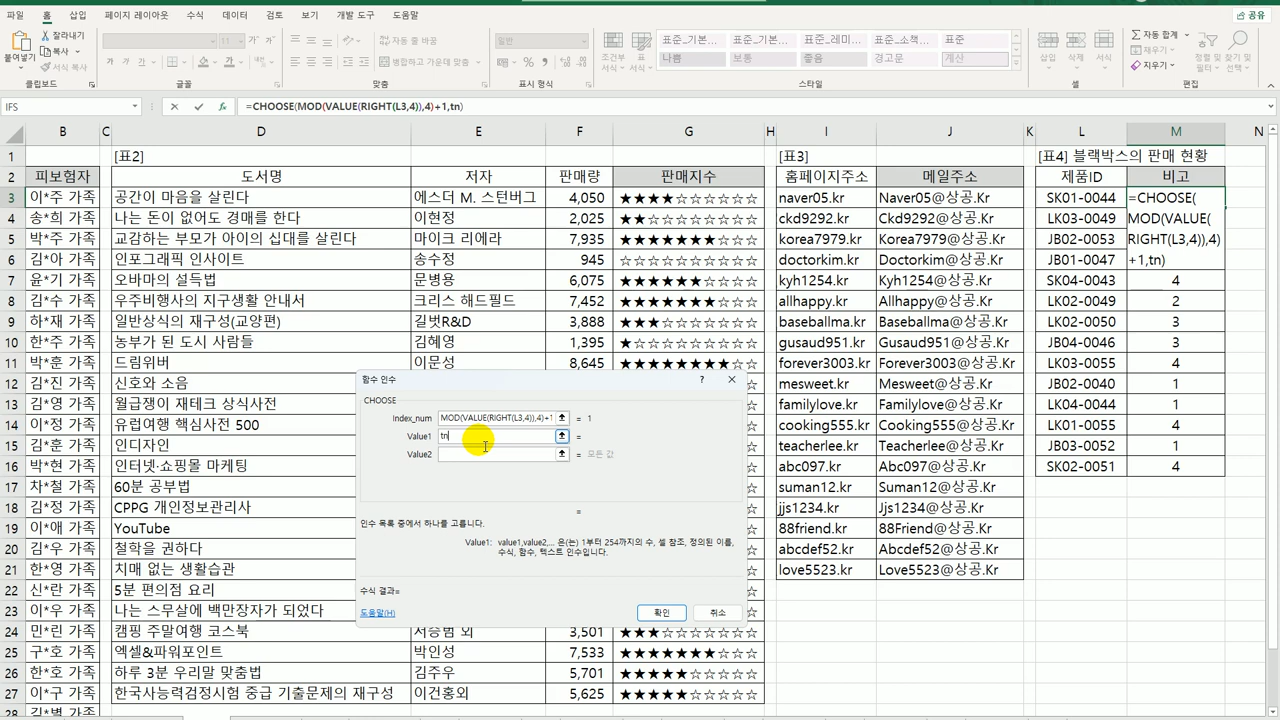 파일 홈 삽입 페이지 레이아웃 수식 데이터 검토 보기 개발 도구 도움말 공유
잘라내기 11 가 가 자동 줄 바꿈 일반 표준_기본... 표준_기본... 표준_레미... 표준_소책... 표준 자동 합계
복사 채우기
붙여넣기 서식 복사 가 병합하고 가운데 맞춤 조건부 서식 표 서식 나쁨 보통 좋음 경고문 계산 삽입 삭제 서식 지우기 정렬 및 필터 찾기 및 선택
클립보드 글꼴 맞춤 표시 형식 스타일 셀 편집
IFS =CHOOSE(MOD(VALUE(RIGHT(L3,4)),4)+1,tn)
B C D E F G H I J K L M N
1 [표2] [표3] [표4] 블랙박스의 판매 현황
2 피보험자 도서명 저자 판매량 판매지수 홈페이지주소 메일주소 제품ID 비고
3 이*주 가족 공간이 마음을 살린다 에스더 M. 스턴버그 4,050 ★★★★☆☆☆☆☆☆ naver05.kr Naver05@상공.Kr SK01-0044 =CHOOSE(
4 송*희 가족 나는 돈이 없어도 경매를 한다 이현정 2,025 ★★☆☆☆☆☆☆☆☆ ckd9292.kr Ckd9292@상공.Kr LK03-0049 MOD(VALUE(
5 박*주 가족 교감하는 부모가 아이의 십대를 살린다 마이크 리에라 7,935 ★★★★★★★☆☆☆ korea7979.kr Korea7979@상공.Kr JB02-0053 RIGHT(L3,4)),4)
6 김*아 가족 인포그래픽 인사이트 송수정 945 ☆☆☆☆☆☆☆☆☆☆ doctorkim.kr Doctorkim@상공.Kr JB01-0047 +1,tn)
7 윤*기 가족 오바마의 설득법 문병용 6,075 ★★★★★★☆☆☆☆ kyh1254.kr Kyh1254@상공.Kr SK04-0043 4
8 김*수 가족 우주비행사의 지구생활 안내서 크리스 해드필드 7,452 ★★★★★★★☆☆☆ allhappy.kr Allhappy@상공.Kr LK02-0049 2
9 하*재 가족 일반상식의 재구성(교양편) 길벗R&D 3,888 ★★★☆☆☆☆☆☆☆ baseballma.kr Baseballma@상공.Kr LK02-0050 3
10 한*주 가족 농부가 된 도시 사람들 김혜영 1,395 ★☆☆☆☆☆☆☆☆☆ gusaud951.kr Gusaud951@상공.Kr JB04-0046 3
11 박*훈 가족 드림위버 이문성 8,645 ★★★★★★★★☆☆ forever3003.kr Forever3003@상공.Kr LK03-0055 4
12 김*진 가족 신호와 소음 mesweet.kr Mesweet@상공.Kr JB02-0040 1
13 김*영 가족 월급쟁이 재테크 상식사전 familylove.kr Familylove@상공.Kr LK04-0044 1
14 이*정 가족 유럽여행 핵심사전 500 cooking555.kr Cooking555@상공.Kr LK01-0055 4
15 김*훈 가족 인디자인 teacherlee.kr Teacherlee@상공.Kr JB03-0052 1
16 박*현 가족 인터넷·쇼핑몰 마케팅 abc097.kr Abc097@상공.Kr SK02-0051 4
17 차*철 가족 60분 공부법 suman12.kr Suman12@상공.Kr
18 김*정 가족 CPPG 개인정보관리사 jjs1234.kr Jjs1234@상공.Kr
19 이*애 가족 YouTube 88friend.kr 88Friend@상공.Kr
20 김*우 가족 철학을 권하다 abcdef52.kr Abcdef52@상공.Kr
21 한*영 가족 치매 없는 생활습관 love5523.kr Love5523@상공.Kr
22 신*란 가족 5분 편의점 요리
23 이*우 가족 나는 스무살에 백만장자가 되었다
24 민*린 가족 캠핑 주말여행 코스북 서승범 외 3,501 ★★★☆☆☆☆☆☆☆
25 구*호 가족 엑셀&파워포인트 박인성 7,533 ★★★★★★★☆☆☆
26 한*호 가족 하루 3분 우리말 맞춤법 김주우 5,701 ★★★★★☆☆☆☆☆
27 이*구 가족 한국사능력검정시험 중급 기출문제의 재구성 이건홍외 5,625 ★★★★★☆☆☆☆☆
28 김*별 가족
함수 인수 ?
CHOOSE
Index_num MOD(VALUE(RIGHT(L3,4)),4)+1 = 1
Value1 tn =
Value2 = 모든 값
=
인수 목록 중에서 하나를 고릅니다.
Value1: value1,value2,... 은(는) 1부터 254까지의 수, 셀 참조, 정의된 이름,
수식, 함수, 텍스트 인수입니다.
수식 결과=
도움말(H) 확인 취소